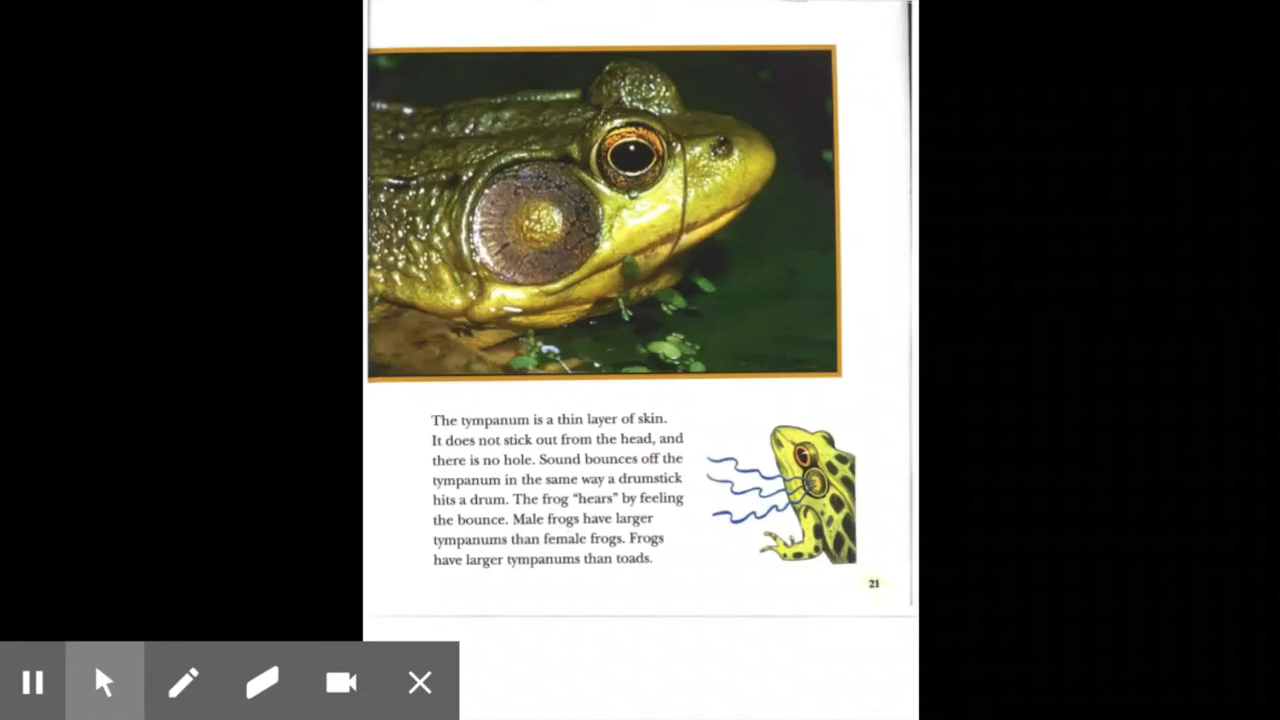 The tympanum is a thin layer of skin.
It does not stick out from the head, and
there is no hole. Sound bounces off the
tympanum in the same way a drumstick
hits a drum. The frog “hears” by feeling
the bounce. Male frogs have larger
tympanums than female frogs. Frogs
have larger tympanums than toads.
21